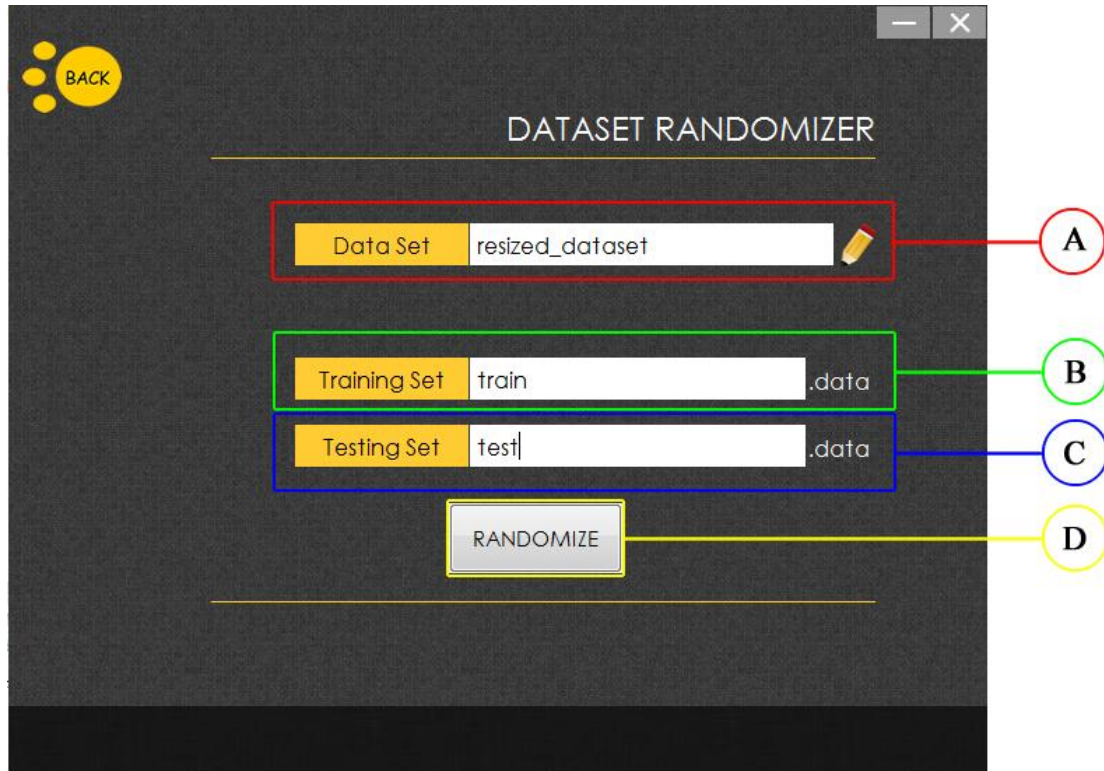 BACK
DATASET RANDOMIZER
Data Set resized_dataset
A
Training Set train .data
B
Testing Set test .data
C
RANDOMIZE
D